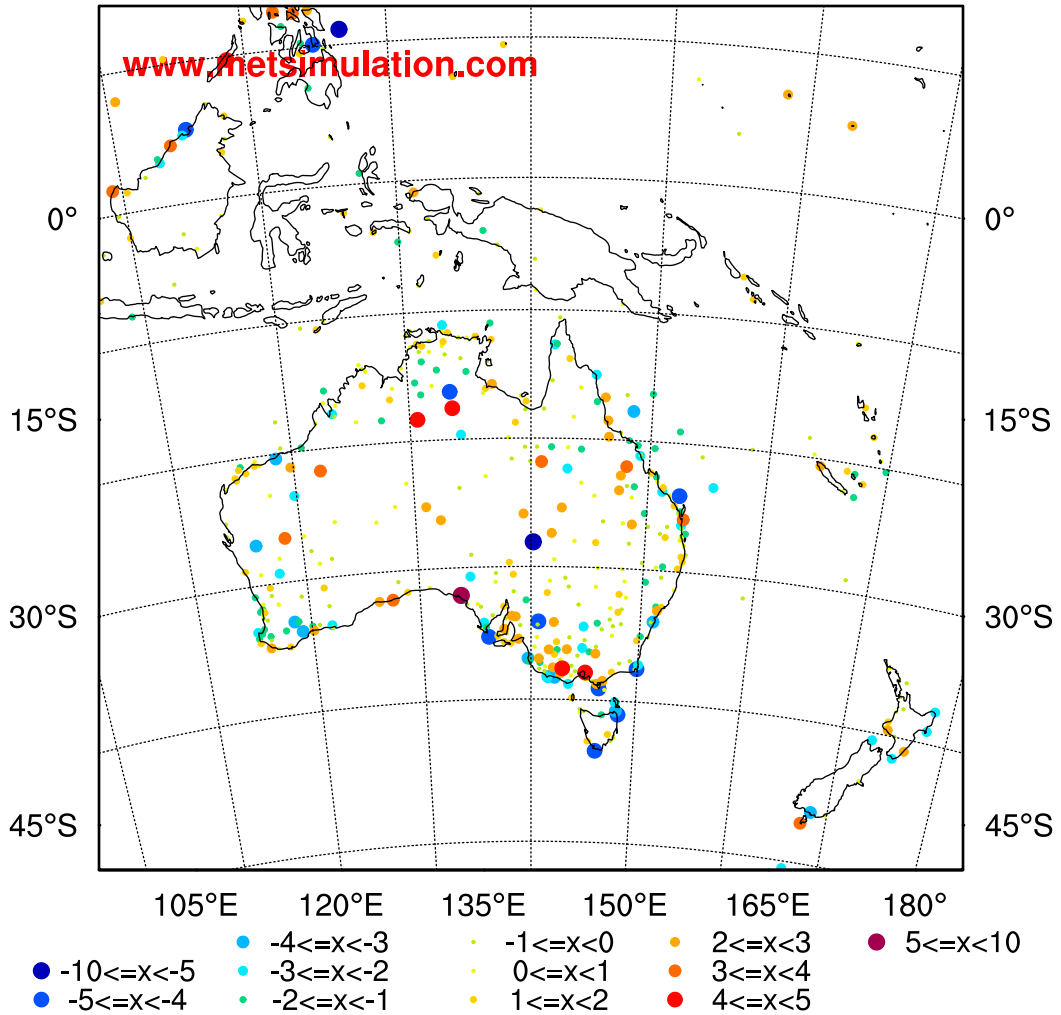 www.metsimulation.com
0° 0°
15°S 15°S
30°S 30°S
45°S 45°S
105°E 120°E 135°E 150°E 165°E 180°
-4<=x<-3 -1<=x<0 2<=x<3 5<=x<10
-10<=x<-5 -3<=x<-2 0<=x<1 3<=x<4
-5<=x<-4 -2<=x<-1 1<=x<2 4<=x<5